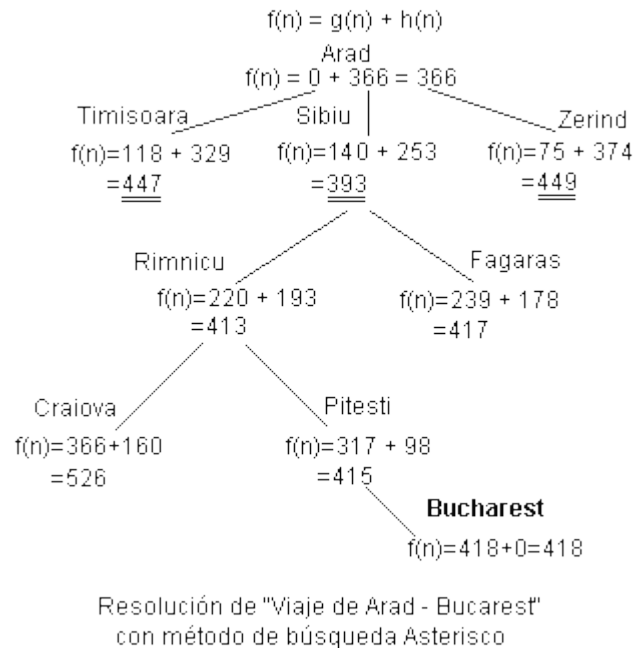 f(n) = g(n) + h(n)
Arad
f(n) = 0 + 366 = 366
Timisoara
Sibiu
Zerind
f(n)=118 + 329
=447
f(n)=140 + 253
=393
f(n)=75 + 374
=449
Rimnicu
Fagaras
f(n)=220 + 193
=413
f(n)=239 + 178
=417
Craiova
Pitesti
f(n)=366+160
=526
f(n)=317 + 98
=415
Bucharest
f(n)=418+0=418
Resolución de "Viaje de Arad - Bucarest"
con método de búsqueda Asterisco